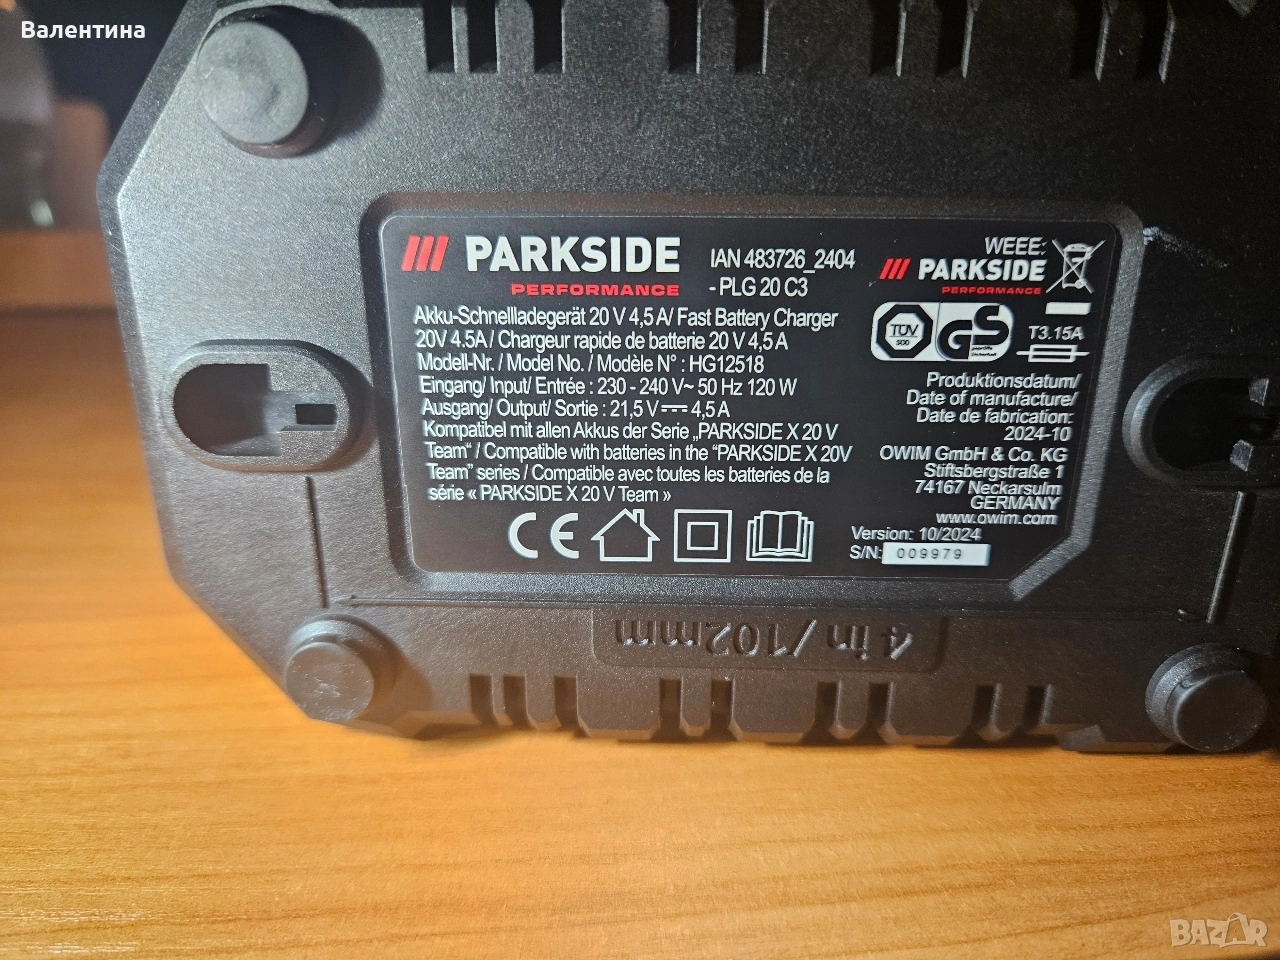 Валентина
PARKSIDE
PERFORMANCE
IAN 483726_2404
- PLG 20 C3
Akku-Schnellladegerät 20 V 4,5 A/ Fast Battery Charger
20V 4.5A / Chargeur rapide de batterie 20 V 4,5 A
Modell-Nr. / Model No. / Modèle N° : HG12518
Eingang/ Input/ Entrée : 230 - 240 V~ 50 Hz 120 W
Ausgang/ Output/ Sortie : 21,5 V⎓ 4,5 A
Kompatibel mit allen Akkus der Serie „PARKSIDE X 20 V
Team“ / Compatible with batteries in the “PARKSIDE X 20V
Team” series / Compatible avec toutes les batteries de la
série « PARKSIDE X 20 V Team »
CE
WEEE:
PARKSIDE
PERFORMANCE
TÜV
SÜD
GS
geprüfte
Sicherheit
T3.15A
Produktionsdatum/
Date of manufacture/
Date de fabrication:
2024-10
OWIM GmbH & Co. KG
Stiftsbergstraße 1
74167 Neckarsulm
GERMANY
www.owim.com
Version: 10/2024
S/N: 009979
4 in / 102mm
BAZAR